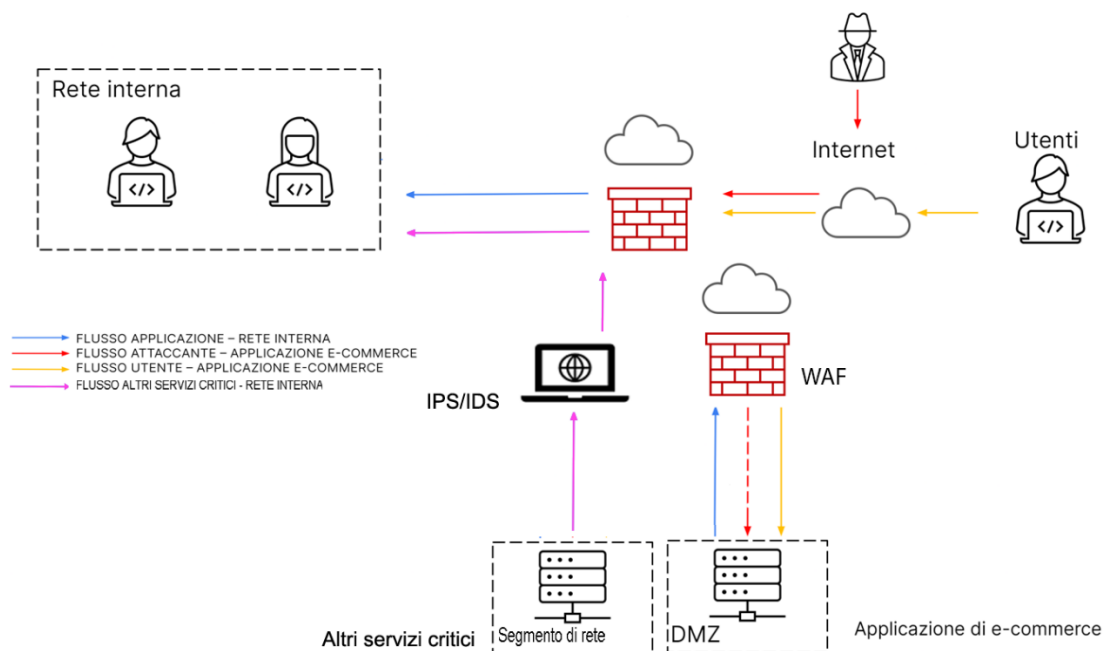 Rete interna
</>
</>
Internet
Utenti
</>
FLUSSO APPLICAZIONE – RETE INTERNA
FLUSSO ATTACCANTE – APPLICAZIONE E-COMMERCE
FLUSSO UTENTE – APPLICAZIONE E-COMMERCE
FLUSSO ALTRI SERVIZI CRITICI - RETE INTERNA
IPS/IDS
WAF
Altri servizi critici
Segmento di rete
DMZ
Applicazione di e-commerce